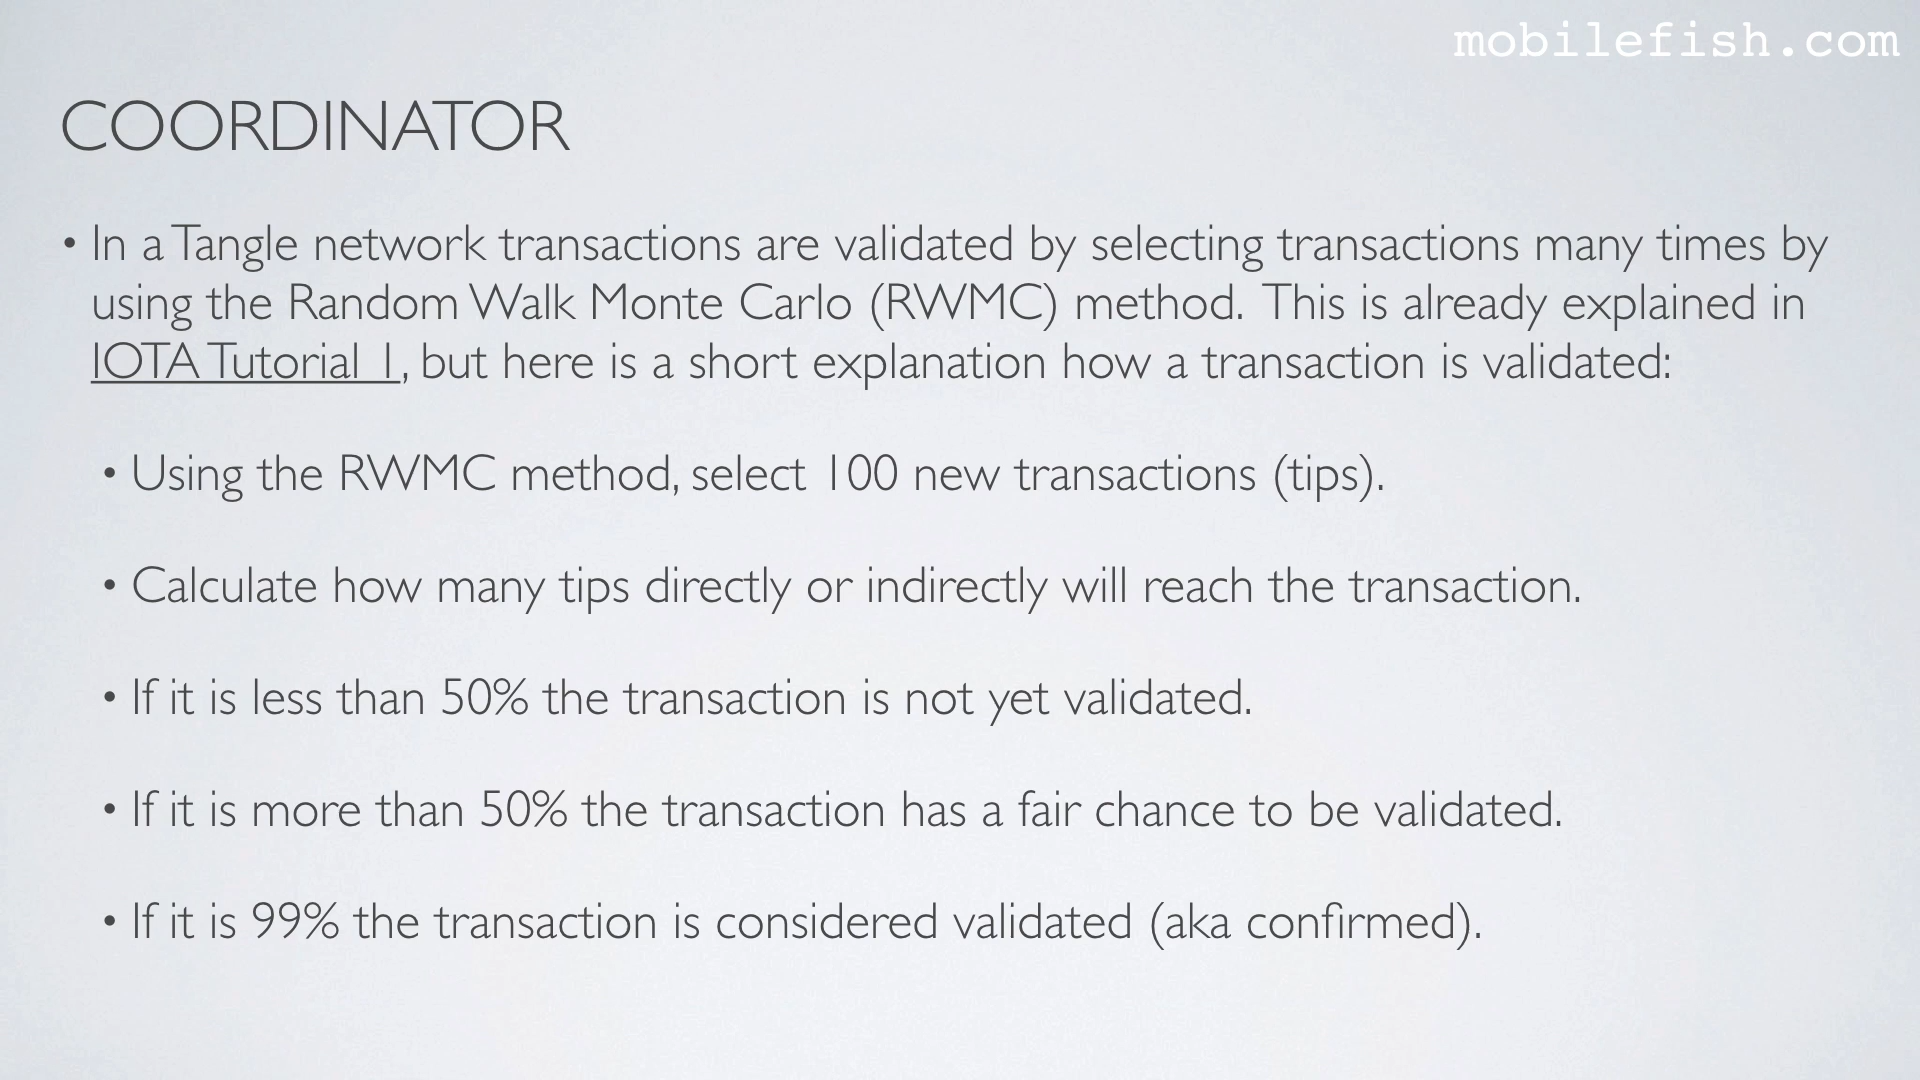 mobilefish.com
COORDINATOR
• In a Tangle network transactions are validated by selecting transactions many times by
using the Random Walk Monte Carlo (RWMC) method. This is already explained in
IOTA Tutorial 1, but here is a short explanation how a transaction is validated:
• Using the RWMC method, select 100 new transactions (tips).
• Calculate how many tips directly or indirectly will reach the transaction.
• If it is less than 50% the transaction is not yet validated.
• If it is more than 50% the transaction has a fair chance to be validated.
• If it is 99% the transaction is considered validated (aka confirmed).